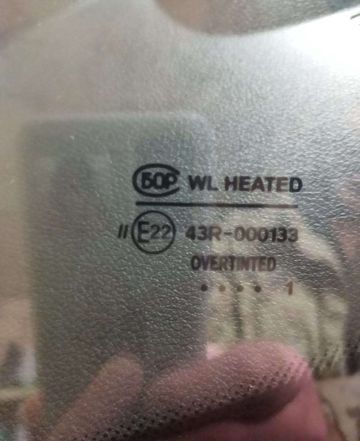 БОР WL HEATED
II E22 43R-000133
OVERTINTED
• • • • 1